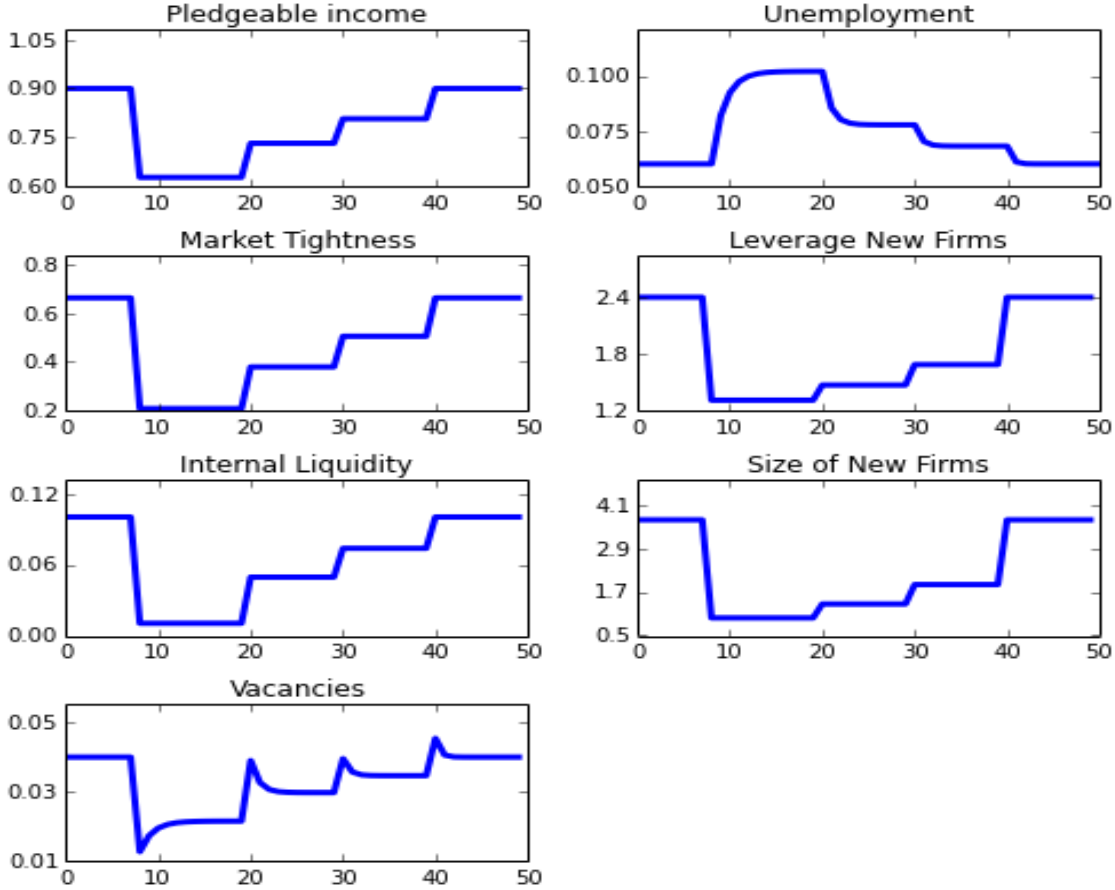 Pledgeable income
1.05
0.90
0.75
0.60
0 10 20 30 40 50
Unemployment
0.100
0.075
0.050
0 10 20 30 40 50
Market Tightness
0.8
0.6
0.4
0.2
0 10 20 30 40 50
Leverage New Firms
2.4
1.8
1.2
0 10 20 30 40 50
Internal Liquidity
0.12
0.06
0.00
0 10 20 30 40 50
Size of New Firms
4.1
2.9
1.7
0.5
0 10 20 30 40 50
Vacancies
0.05
0.03
0.01
0 10 20 30 40 50